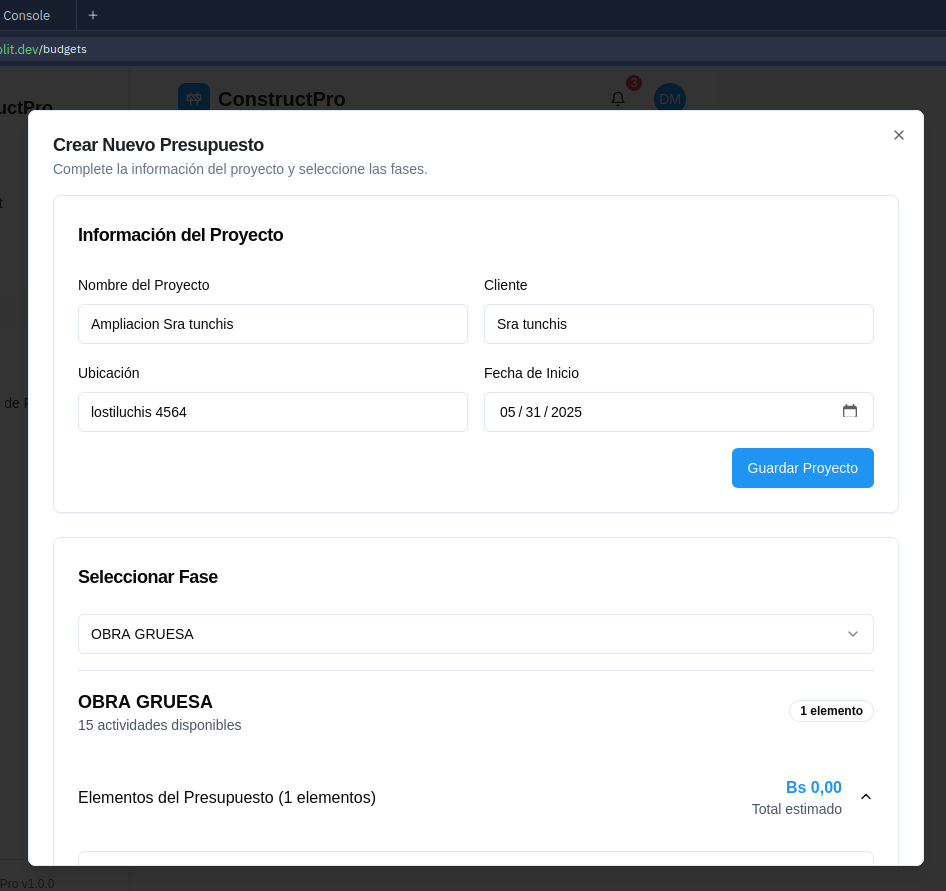 Console
lit.dev/budgets
ConstructPro
3
DM
Crear Nuevo Presupuesto
Complete la información del proyecto y seleccione las fases.
Información del Proyecto
Nombre del Proyecto
Cliente
Ampliacion Sra tunchis
Sra tunchis
Ubicación
Fecha de Inicio
lostiluchis 4564
05/31/2025
Guardar Proyecto
Seleccionar Fase
OBRA GRUESA
OBRA GRUESA
15 actividades disponibles
1 elemento
Elementos del Presupuesto (1 elementos)
Bs 0,00
Total estimado
Pro v1.0.0